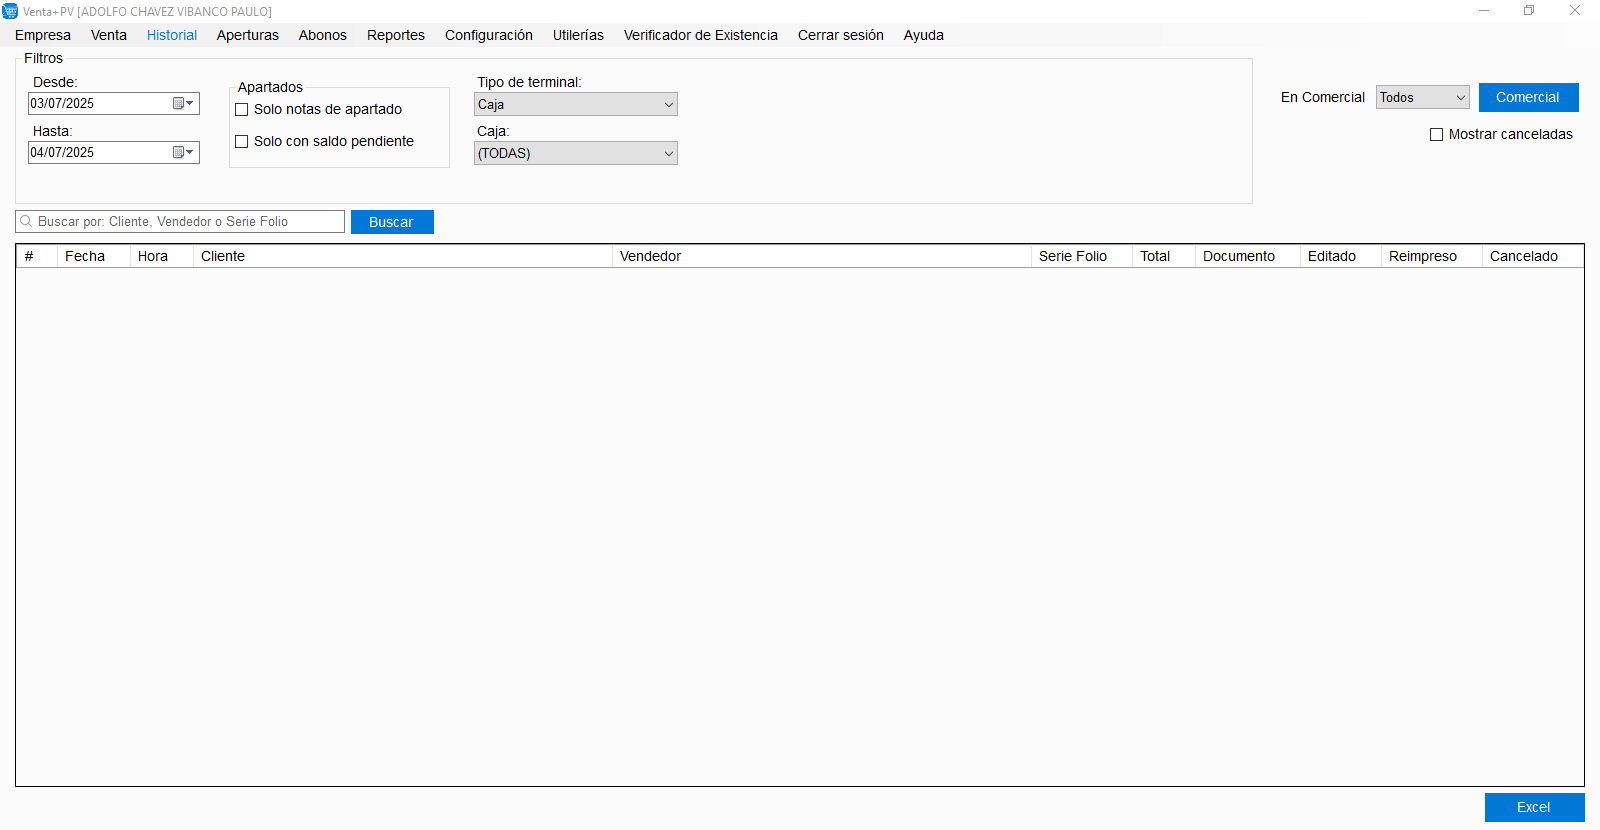 Venta+PV [ADOLFO CHAVEZ VIBANCO PAULO]
Empresa Venta Historial Aperturas Abonos Reportes Configuración Utilerías Verificador de Existencia Cerrar sesión Ayuda
Filtros
Desde:
03/07/2025
Hasta:
04/07/2025
Apartados
Solo notas de apartado
Solo con saldo pendiente
Tipo de terminal:
Caja
Caja:
(TODAS)
En Comercial Todos Comercial
Mostrar canceladas
Buscar por: Cliente, Vendedor o Serie Folio Buscar
# Fecha Hora Cliente Vendedor Serie Folio Total Documento Editado Reimpreso Cancelado
Excel